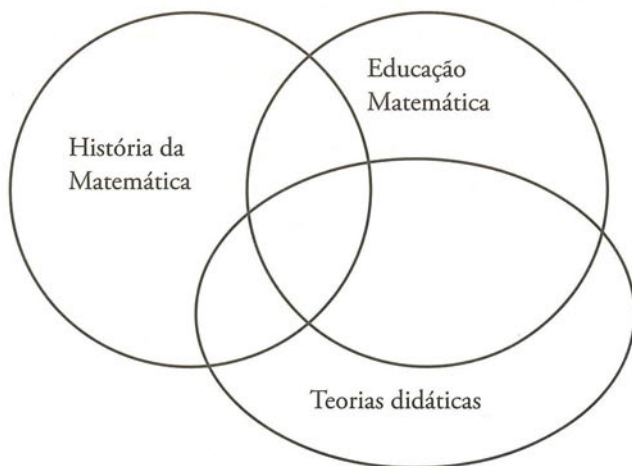 Educação
Matemática
História da
Matemática
Teorias didáticas